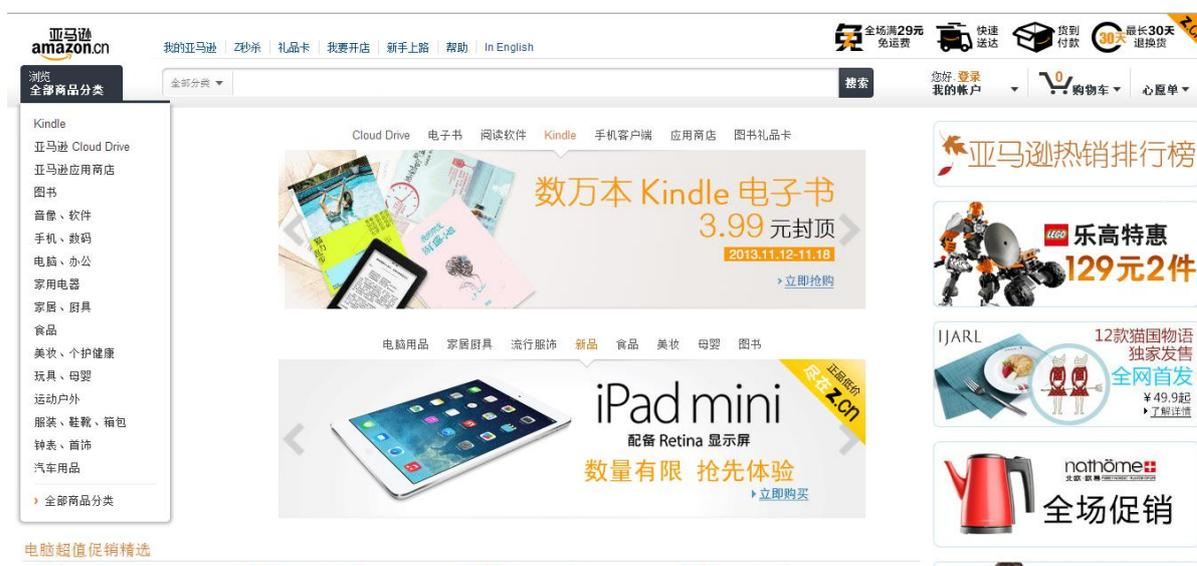 亚马逊
amazon.cn
我的亚马逊 Z秒杀 礼品卡 我要开店 新手上路 帮助 In English
全场满29元
免运费
快速
送达
货到
付款
30天
最长30天
退换货
Z.C
浏览
全部商品分类
全部分类
搜索
您好. 登录
我的帐户
0
购物车
心愿单
Kindle
亚马逊 Cloud Drive
亚马逊应用商店
图书
音像、软件
手机、数码
电脑、办公
家用电器
家居、厨具
食品
美妆、个护健康
玩具、母婴
运动户外
服装、鞋靴、箱包
钟表、首饰
汽车用品
全部商品分类
Cloud Drive 电子书 阅读软件 Kindle 手机客户端 应用商店 图书礼品卡
数万本 Kindle 电子书
3.99 元封顶
2013.11.12-11.18
立即抢购
电脑用品 家居厨具 流行服饰 新品 食品 美妆 母婴 图书
正品低价
尽在Z.cn
iPad mini
配备 Retina 显示屏
数量有限 抢先体验
立即购买
亚马逊热销排行榜
LEGO 乐高特惠
129元2件
IJARL
12款猫国物语
独家发售
全网首发
¥49.9起
了解详情
nathome
全场促销
电脑超值促销精选